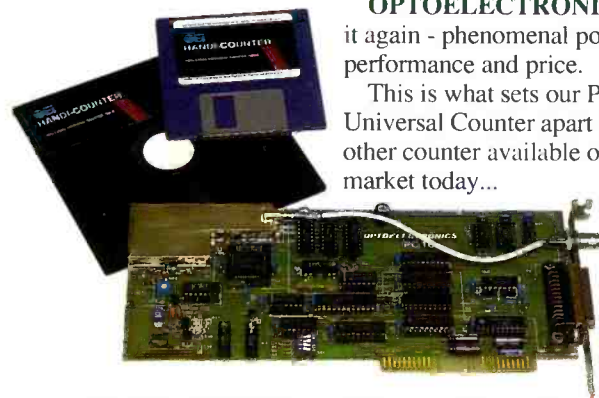 OPTOELECTRONI
it again - phenomenal po
performance and price.
This is what sets our P
Universal Counter apart
other counter available o
market today...
HANDI-COUNTER
HANDI-COUNTER
OPTOELECTRONICS